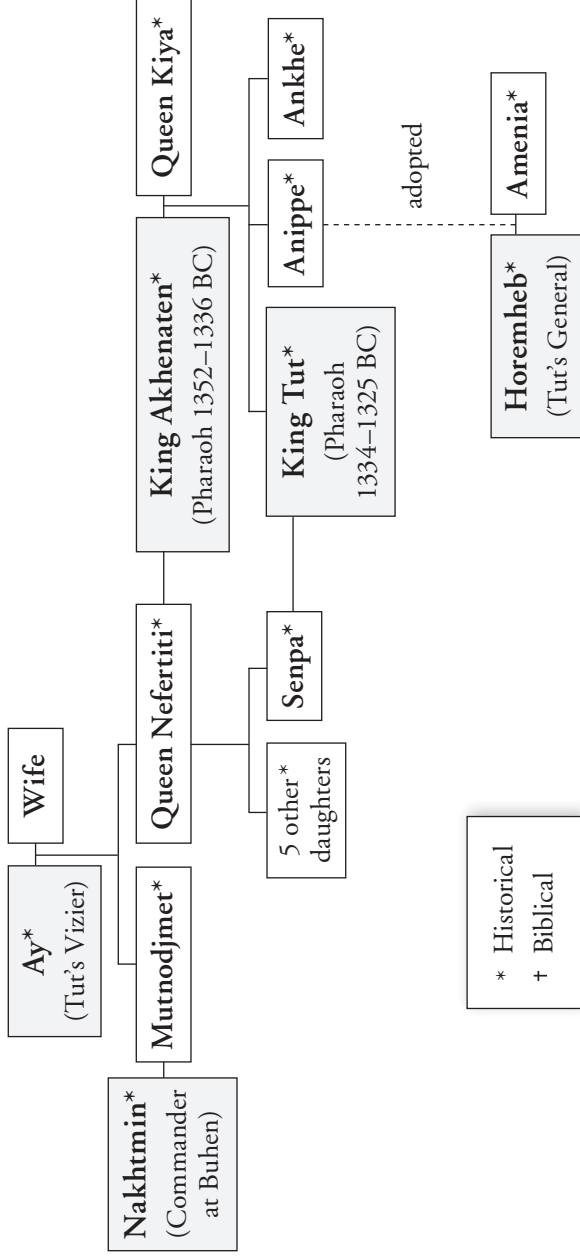 Ay*
(Tut's Vizier)
Wife
Nakhtmin*
(Commander
at Buhen)
Mutnodjmet*
Queen Nefertiti*
King Akhenaten*
(Pharaoh 1352–1336 BC)
Queen Kiya*
5 other*
daughters
Senpa*
King Tut*
(Pharaoh
1334–1325 BC)
Anippe*
Ankhe*
adopted
Horemheb*
(Tut's General)
Amenia*
* Historical
† Biblical